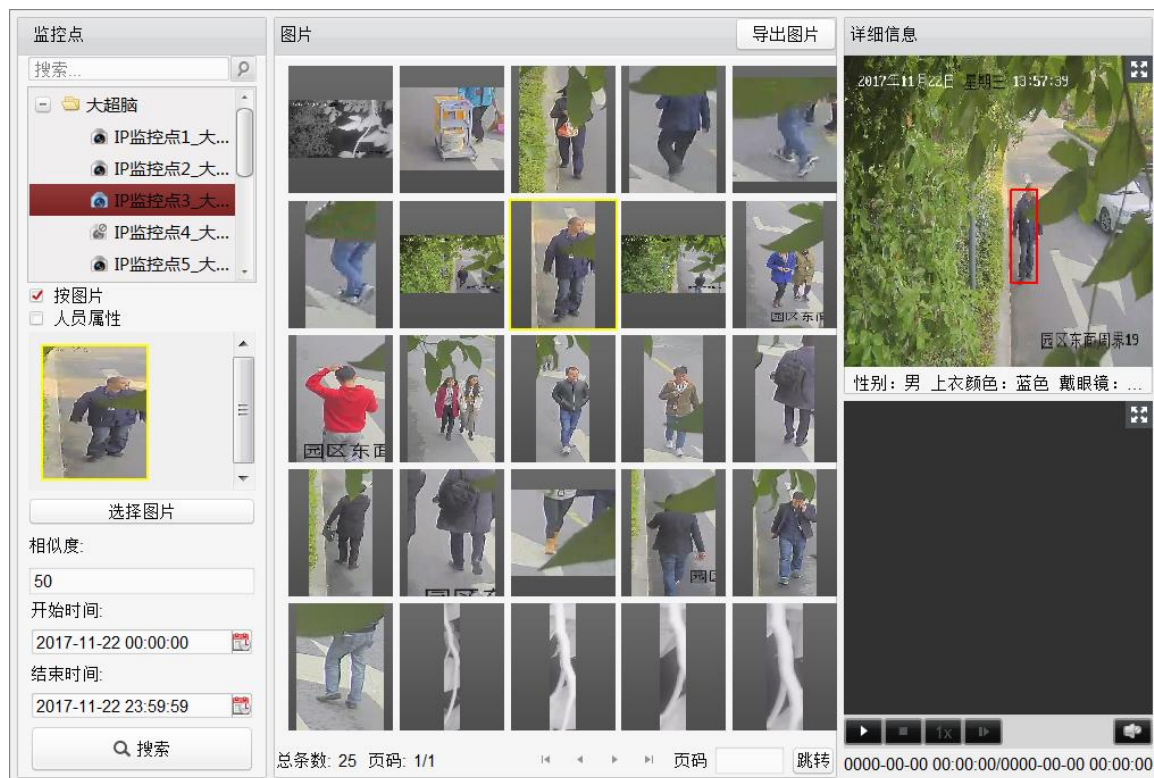 监控点
搜索...
大超脑
IP监控点1_大...
IP监控点2_大...
IP监控点3_大...
IP监控点4_大...
IP监控点5_大...
按图片
人员属性
选择图片
相似度:
50
开始时间:
2017-11-22 00:00:00
结束时间:
2017-11-22 23:59:59
搜索
图片
导出图片
园区东面
总条数: 25 页码: 1/1
页码
跳转
详细信息
2017年11月22日 星期三 13:57:39
园区东面周界19
性别：男 上衣颜色：蓝色 戴眼镜：...
1x
0000-00-00 00:00:00/0000-00-00 00:00:00